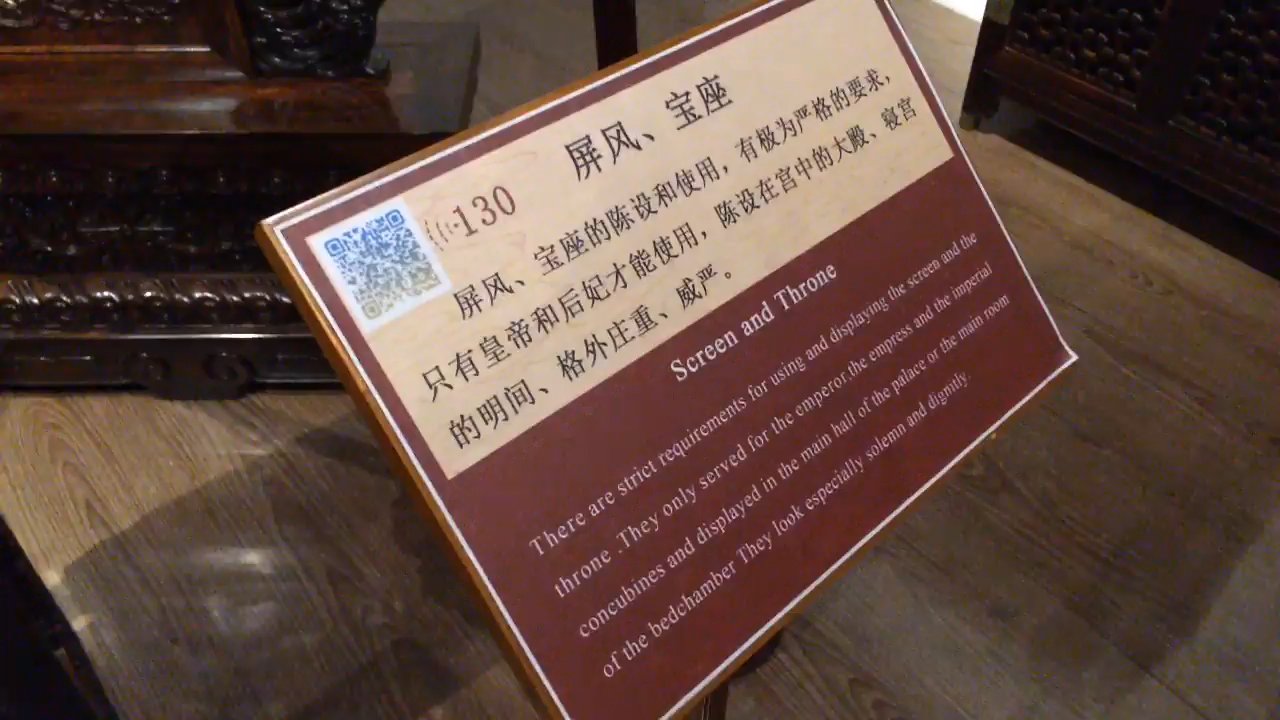 屏风、宝座
130
屏风、宝座的陈设和使用，有极为严格的要求，
只有皇帝和后妃才能使用，陈设在宫中的大殿、寝宫
的明间、格外庄重、威严。
Screen and Throne
There are strict requirements for using and displaying the screen and the
throne .They only served for the emperor,the empress and the imperial
concubines and displayed in the main hall of the palace or the main room
of the bedchamber They look especially solemn and dignitly.